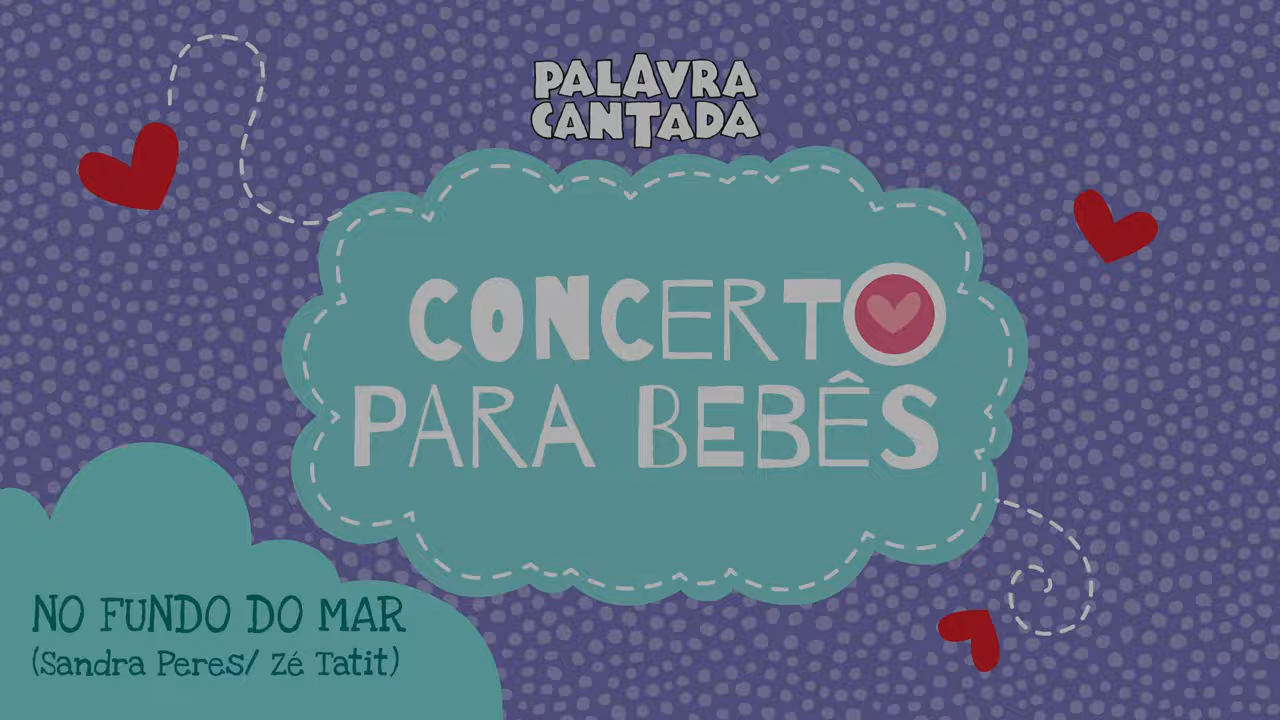 PALAVRA
CANTADA
CONCERTO
PARA BEBÊS
NO FUNDO DO MAR
(Sandra Peres/ Zé Tatit)